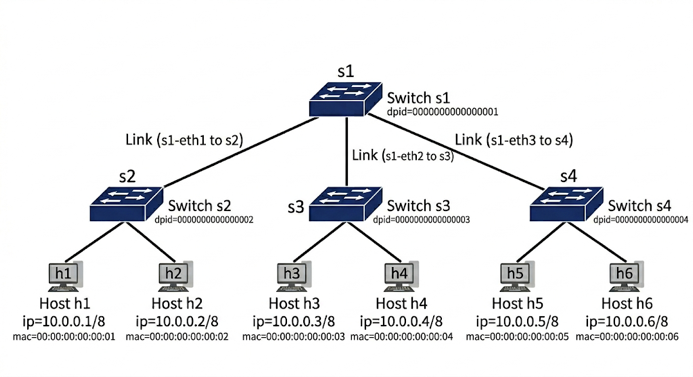 s1
Switch s1
dpid=0000000000000001
Link (s1-eth1 to s2)
Link (s1-eth2 to s3)
Link (s1-eth3 to s4)
s2
Switch s2
dpid=0000000000000002
s3
Switch s3
dpid=0000000000000003
s4
Switch s4
dpid=0000000000000004
h1
h2
h3
h4
h5
h6
Host h1
ip=10.0.0.1/8
mac=00:00:00:00:00:01
Host h2
ip=10.0.0.2/8
mac=00:00:00:00:00:02
Host h3
ip=10.0.0.3/8
mac=00:00:00:00:00:03
Host h4
ip=10.0.0.4/8
mac=00:00:00:00:00:04
Host h5
ip=10.0.0.5/8
mac=00:00:00:00:00:05
Host h6
ip=10.0.0.6/8
mac=00:00:00:00:00:06